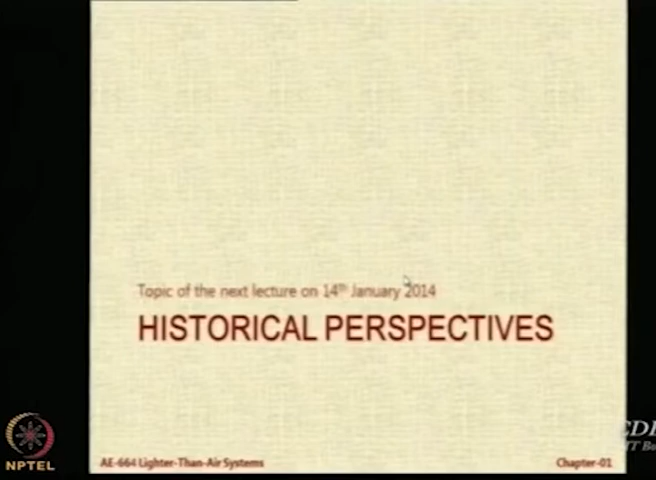 Topic of the next lecture on 14th January 2014
HISTORICAL PERSPECTIVES
AE-664 Lighter-Than-Air Systems
Chapter-01
NPTEL